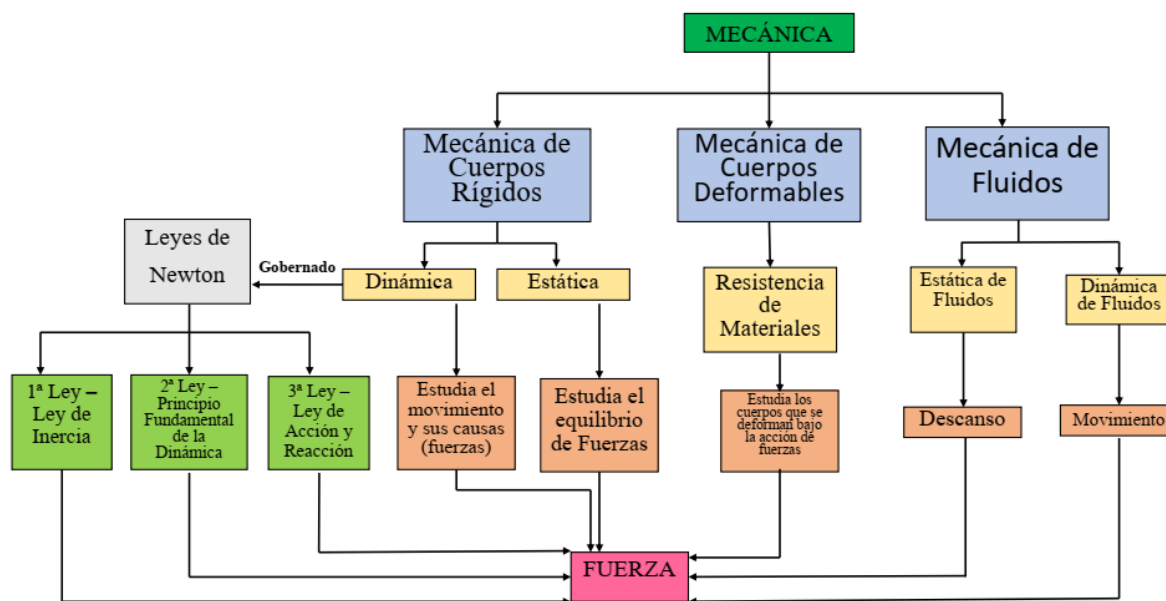 MECÁNICA
Mecánica de
Cuerpos
Rígidos
Mecánica de
Cuerpos
Deformables
Mecánica de
Fluidos
Leyes de
Newton
Gobernado
Dinámica
Estática
Resistencia
de
Materiales
Estática de
Fluidos
Dinámica
de Fluidos
1ª Ley –
Ley de
Inercia
2ª Ley –
Principio
Fundamental
de la
Dinámica
3ª Ley –
Ley de
Acción y
Reacción
Estudia el
movimiento
y sus causas
(fuerzas)
Estudia el
equilibrio
de Fuerzas
Estudia los
cuerpos que se
deforman bajo
la acción de
fuerzas
Descanso
Movimiento
FUERZA